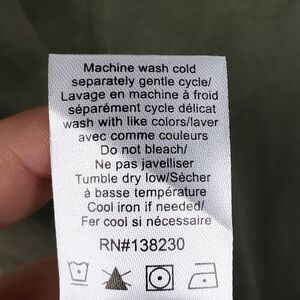 Machine wash cold
separately gentle cycle/
Lavage en machine à froid
séparément cycle délicat
wash with like colors/laver
avec comme couleurs
Do not bleach/
Ne pas javelliser
Tumble dry low/Sécher
à basse température
Cool iron if needed/
Fer cool si nécessaire
RN#138230